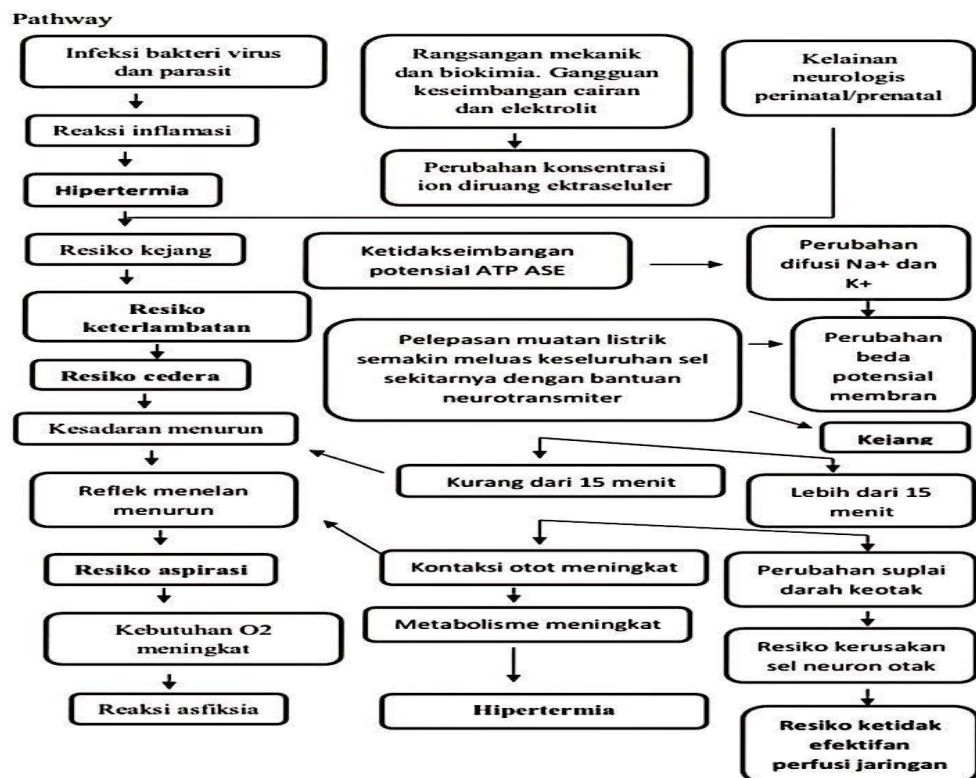 Pathway
Infeksi bakteri virus
dan parasit
Rangsangan mekanik
dan biokimia. Gangguan
keseimbangan cairan
dan elektrolit
Kelainan
neurologis
perinatal/prenatal
Reaksi inflamasi
Perubahan konsentrasi
ion diruang ektraseluler
Hipertermia
Resiko kejang
Ketidakseimbangan
potensial ATP ASE
Perubahan
difusi Na+ dan
K+
Resiko
keterlambatan
Pelepasan muatan listrik
semakin meluas keseluruhan sel
sekitarnya dengan bantuan
neurotransmiter
Perubahan
beda
potensial
membran
Resiko cedera
Kesadaran menurun
Kejang
Kurang dari 15 menit
Lebih dari 15
menit
Reflek menelan
menurun
Resiko aspirasi
Kontaksi otot meningkat
Perubahan suplai
darah keotak
Kebutuhan O2
meningkat
Metabolisme meningkat
Resiko kerusakan
sel neuron otak
Reaksi asfiksia
Hipertermia
Resiko ketidak
efektifan
perfusi jaringan